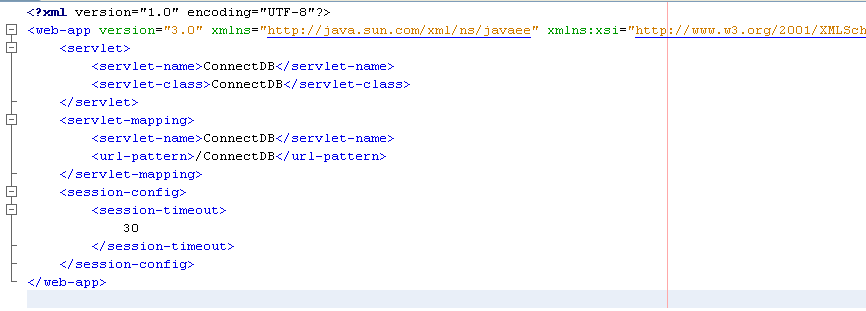 <?xml version="1.0" encoding="UTF-8"?>
<web-app version="3.0" xmlns="http://java.sun.com/xml/ns/javaee" xmlns:xsi="http://www.w3.org/2001/XMLSch
<servlet>
<servlet-name>ConnectDB</servlet-name>
<servlet-class>ConnectDB</servlet-class>
</servlet>
<servlet-mapping>
<servlet-name>ConnectDB</servlet-name>
<url-pattern>/ConnectDB</url-pattern>
</servlet-mapping>
<session-config>
<session-timeout>
30
</session-timeout>
</session-config>
</web-app>